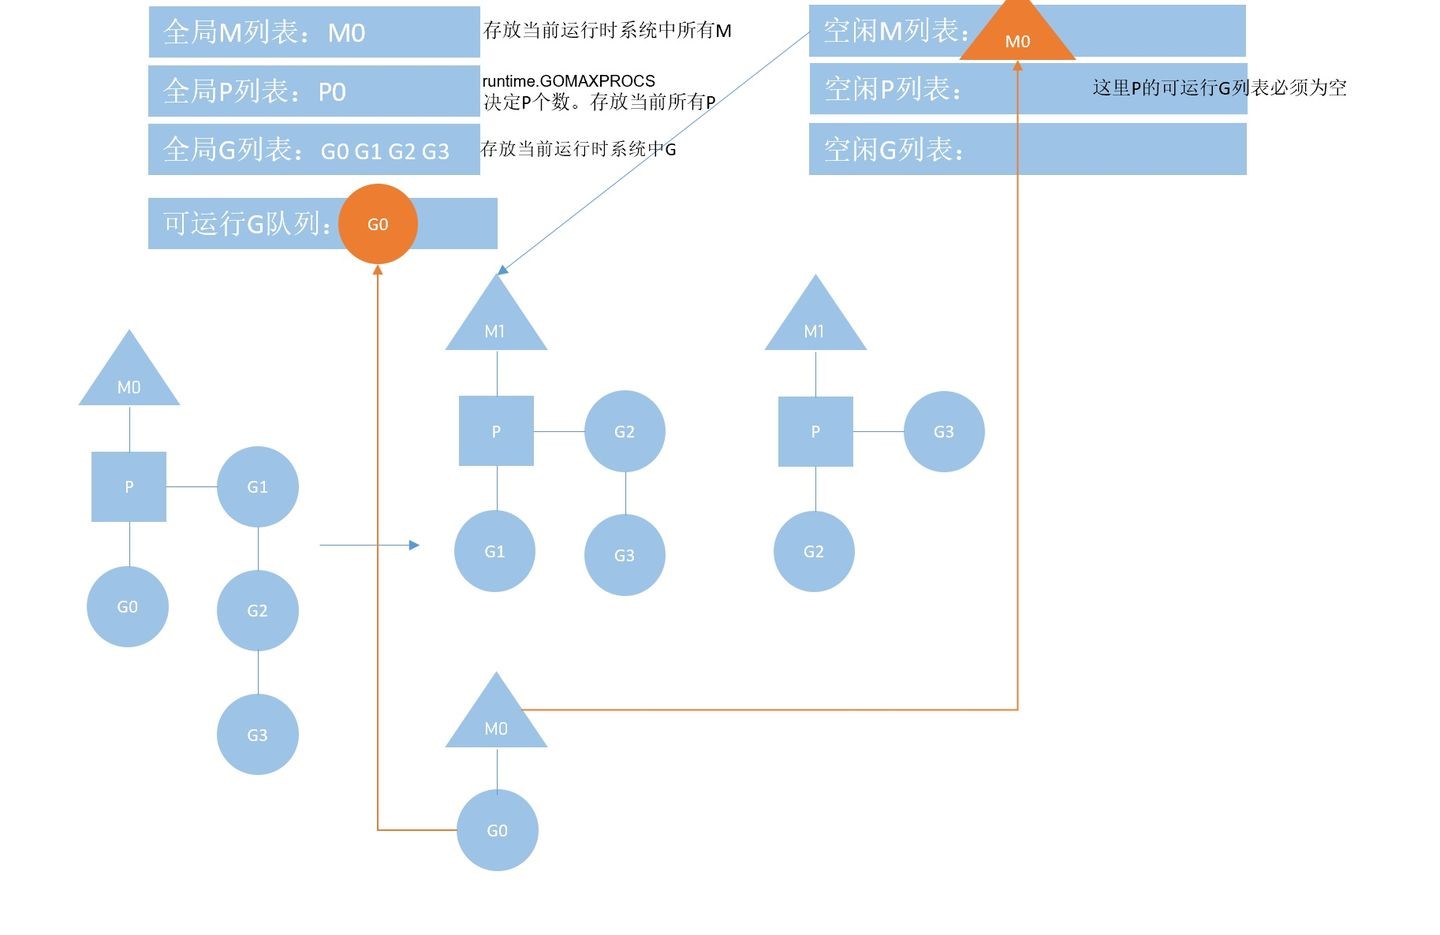 全局M列表：M0
存放当前运行时系统中所有M
全局P列表：P0
runtime.GOMAXPROCS
决定P个数。存放当前所有P
全局G列表：G0 G1 G2 G3
存放当前运行时系统中G
可运行G队列：
G0
空闲M列表：
M0
空闲P列表：
这里P的可运行G列表必须为空
空闲G列表：
M0
P
G1
G0
G2
G3
M1
P
G2
G1
G3
M1
P
G3
G2
M0
G0